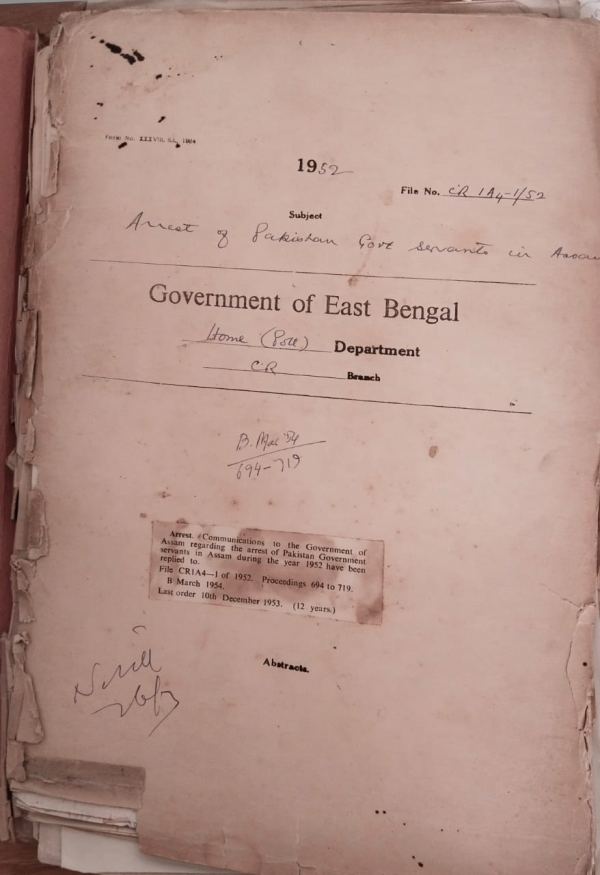 Form No. XXXVII.
1952
File No. CR 1A4-1/52
Subject
Arrest of Pakistan Govt servants in Assam
Government of East Bengal
Home (Poll) Department
CR Branch
B. Mar 54
694-719
Arrest. Communications to the Government of
Assam regarding the arrest of Pakistan Government
servants in Assam during the year 1952 have been
replied to.
File CR1A4—1 of 1952. Proceedings 694 to 719.
B March 1954.
Last order 10th December 1953. (12 years.)
Abstracts.